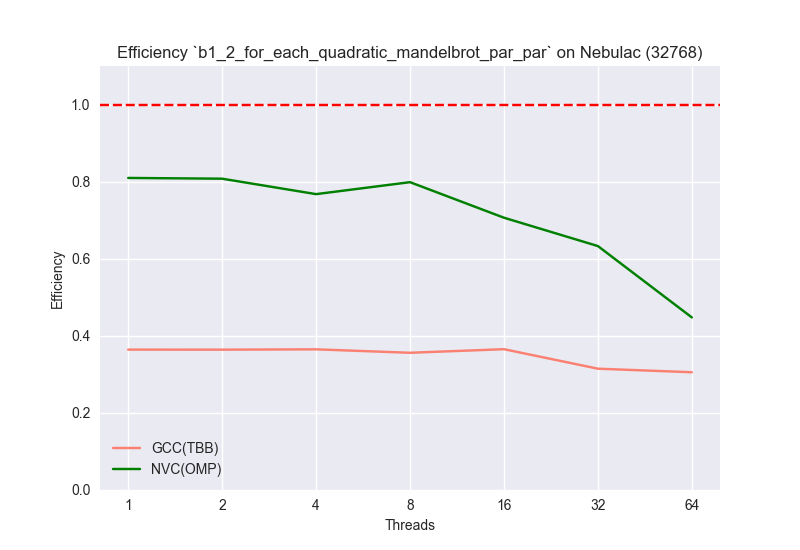 Efficiency `b1_2_for_each_quadratic_mandelbrot_par_par` on Nebulac (32768)
1.0
0.8
0.6
0.4
0.2
0.0
Efficiency
GCC(TBB)
NVC(OMP)
1 2 4 8 16 32 64
Threads